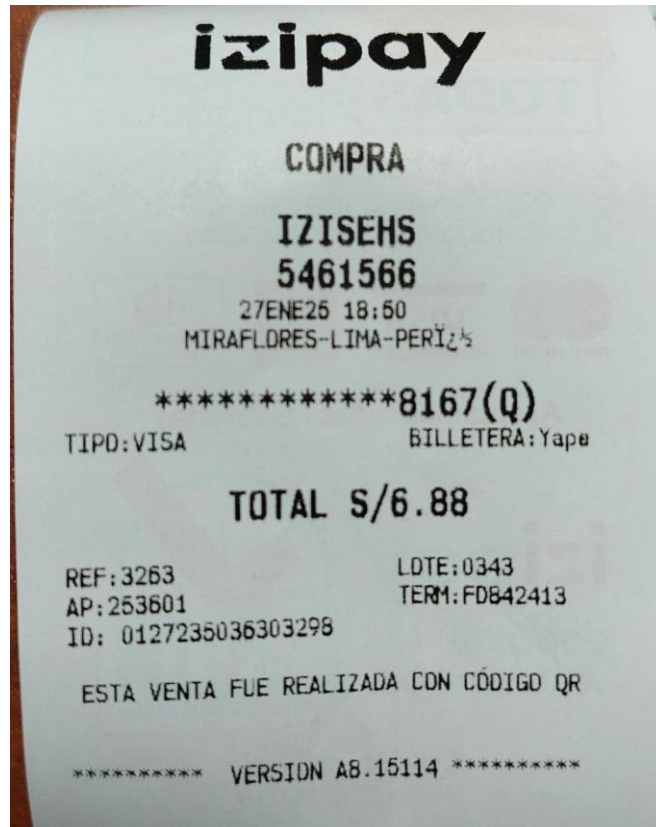 izipay
COMPRA
IZISEHS
5461566
27ENE25 18:50
MIRAFLORES-LIMA-PERÏ¿½
************8167(Q)
TIPO:VISA BILLETERA:Yape
TOTAL S/6.88
REF:3263 LOTE:0343
AP:253601 TERM:FD842413
ID: 0127235036303298
ESTA VENTA FUE REALIZADA CON CÓDIGO QR
********** VERSION A8.15114 **********